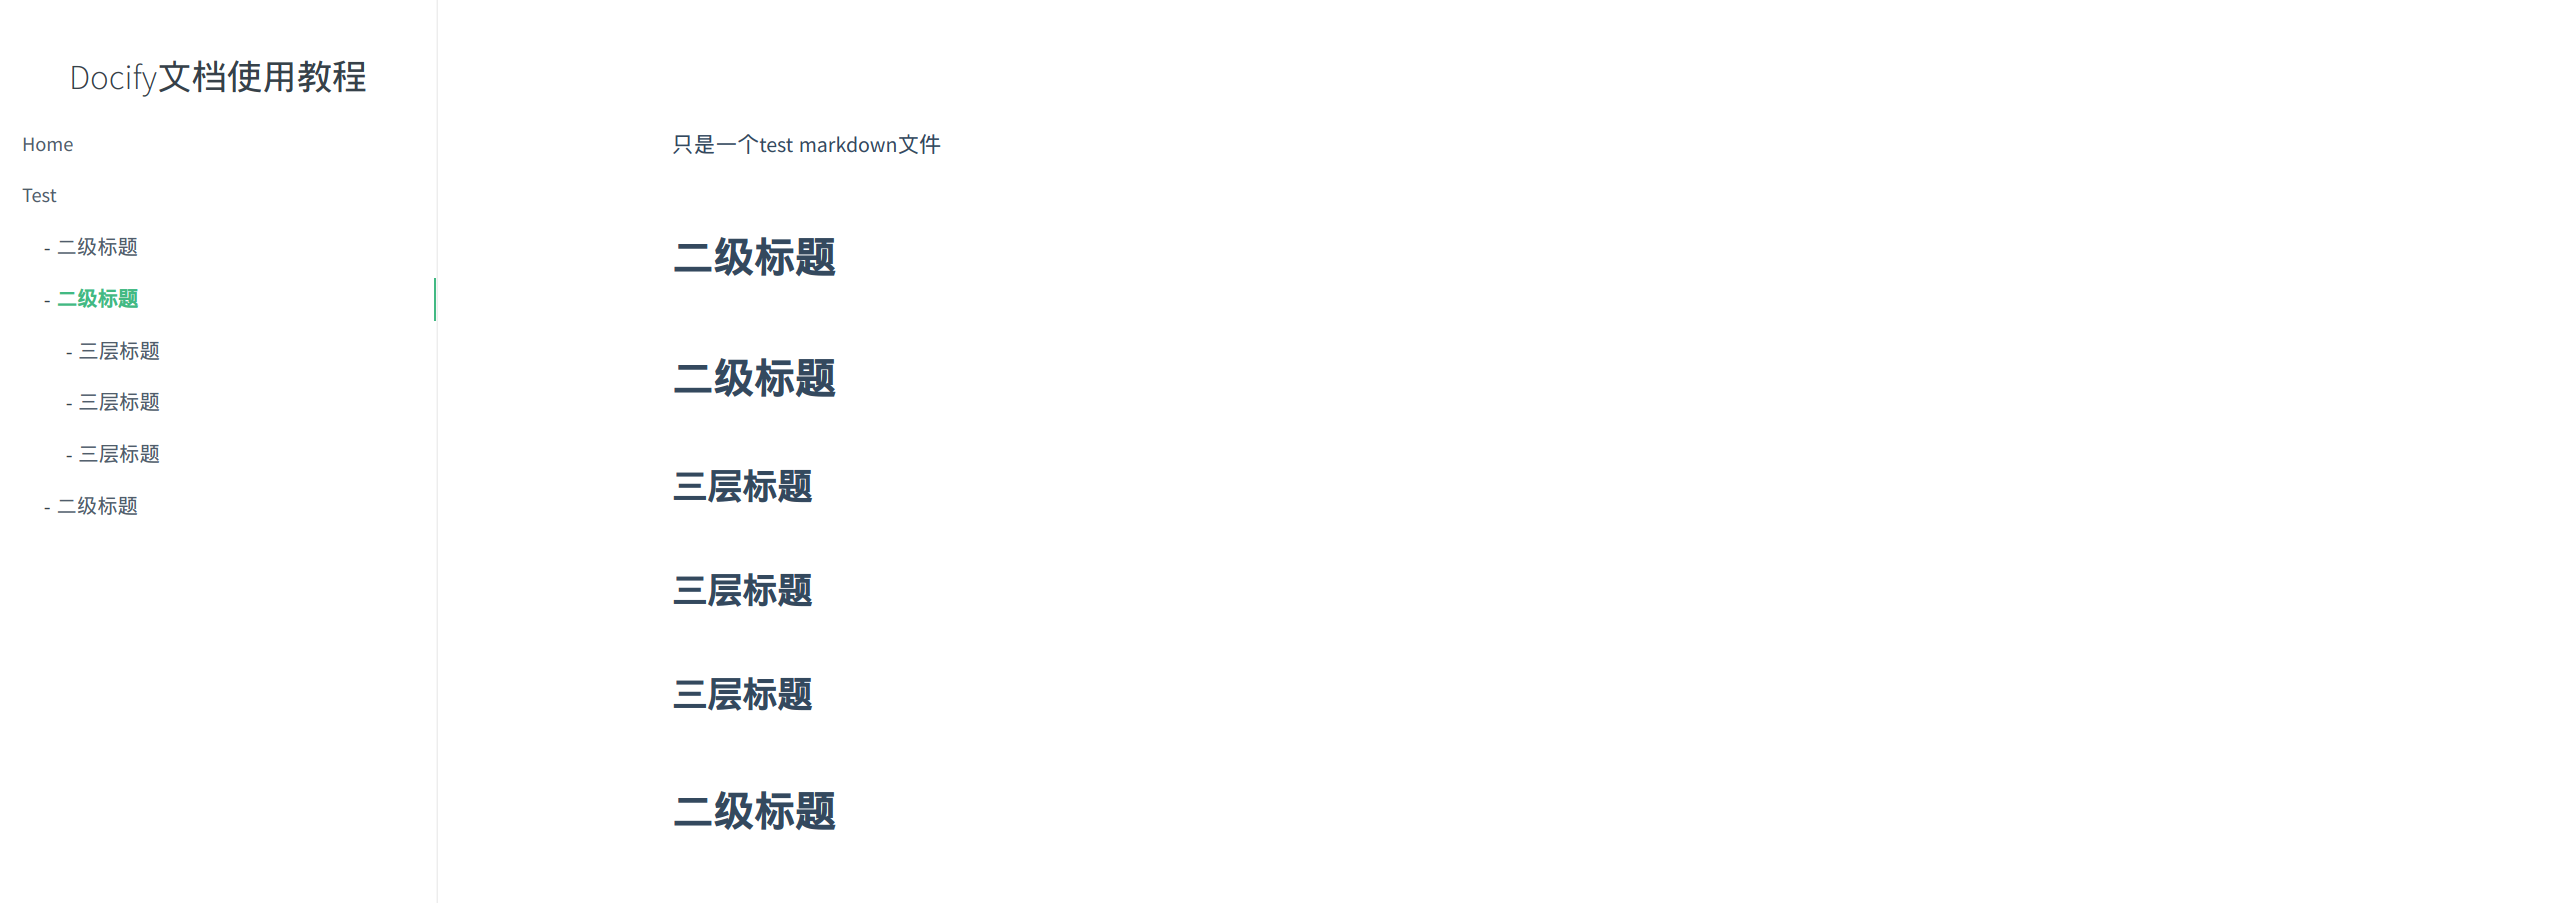 Docify文档使用教程
Home
Test
- 二级标题
- 二级标题
- 三层标题
- 三层标题
- 三层标题
- 二级标题
只是一个test markdown文件
二级标题
二级标题
三层标题
三层标题
三层标题
二级标题